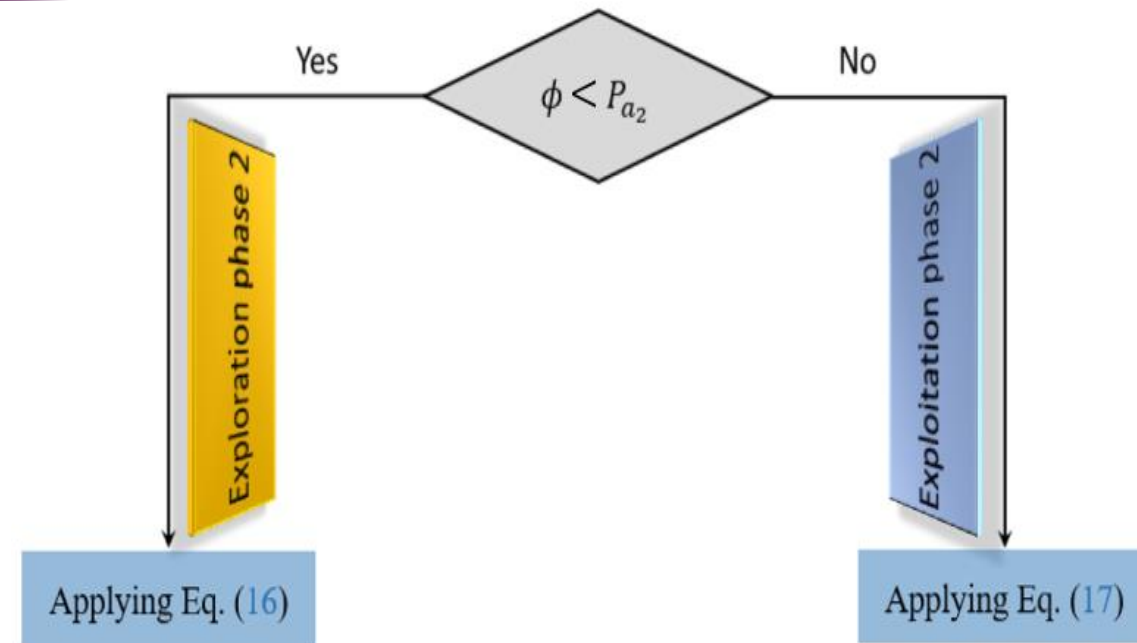 Yes
No
ϕ < P_{a_2}
Exploration phase 2
Exploitation phase 2
Applying Eq. (16)
Applying Eq. (17)